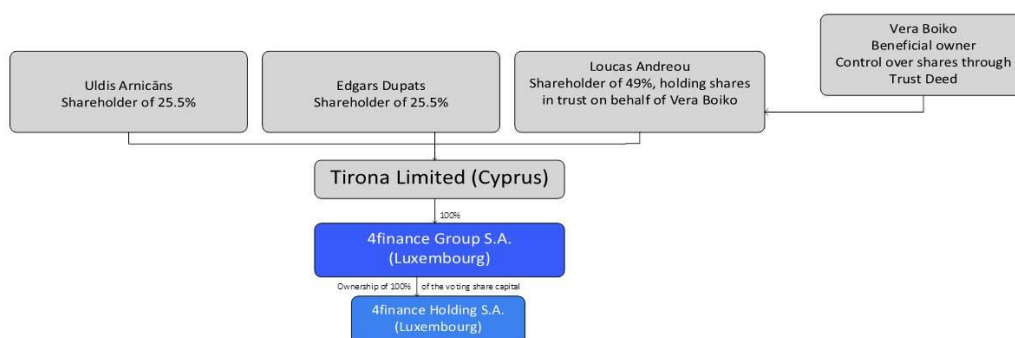 Vera Boiko
Beneficial owner
Control over shares through
Trust Deed
Uldis Arnicāns
Shareholder of 25.5%
Edgars Dupats
Shareholder of 25.5%
Loucas Andreou
Shareholder of 49%, holding shares
in trust on behalf of Vera Boiko
Tirona Limited (Cyprus)
100%
4finance Group S.A.
(Luxembourg)
Ownership of 100% of the voting share capital
4finance Holding S.A.
(Luxembourg)